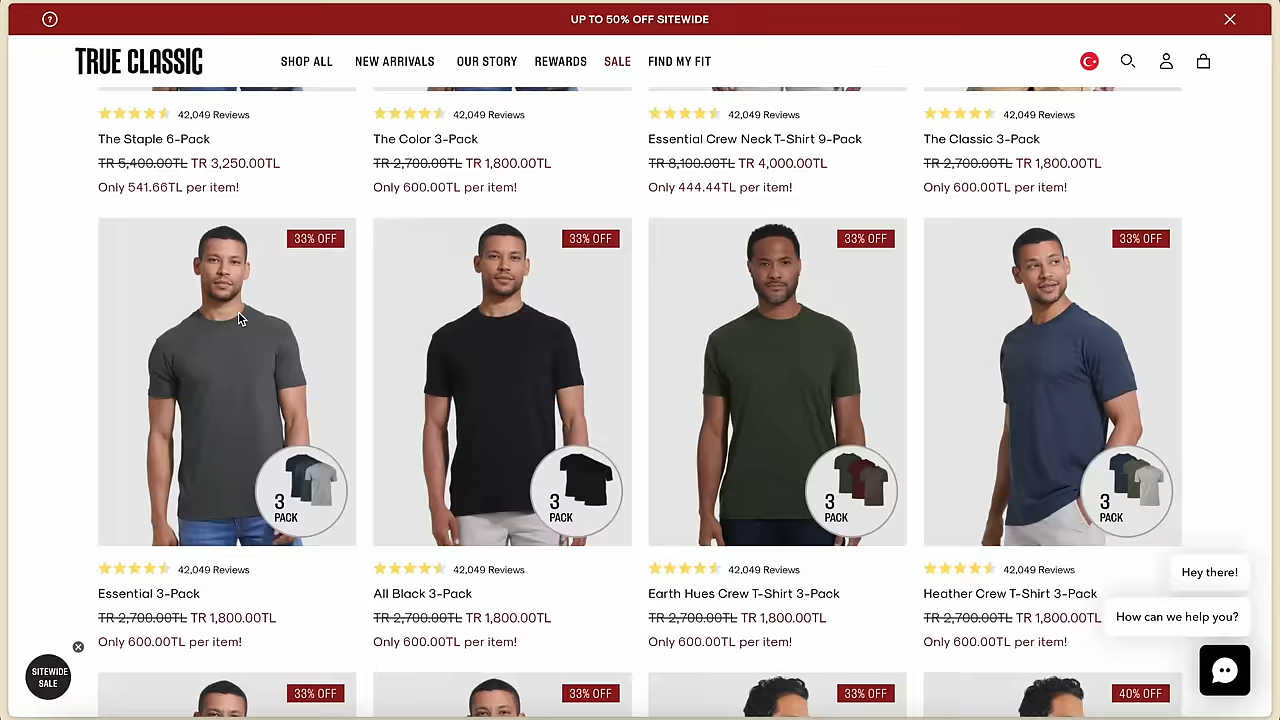 UP TO 50% OFF SITEWIDE
TRUE CLASSIC
SHOP ALL NEW ARRIVALS OUR STORY REWARDS SALE FIND MY FIT
42,049 Reviews
The Staple 6-Pack
TR 5,400.00TL TR 3,250.00TL
Only 541.66TL per item!
42,049 Reviews
The Color 3-Pack
TR 2,700.00TL TR 1,800.00TL
Only 600.00TL per item!
42,049 Reviews
Essential Crew Neck T-Shirt 9-Pack
TR 8,100.00TL TR 4,000.00TL
Only 444.44TL per item!
42,049 Reviews
The Classic 3-Pack
TR 2,700.00TL TR 1,800.00TL
Only 600.00TL per item!
33% OFF
3
PACK
42,049 Reviews
Essential 3-Pack
TR 2,700.00TL TR 1,800.00TL
Only 600.00TL per item!
33% OFF
3
PACK
42,049 Reviews
All Black 3-Pack
TR 2,700.00TL TR 1,800.00TL
Only 600.00TL per item!
33% OFF
3
PACK
42,049 Reviews
Earth Hues Crew T-Shirt 3-Pack
TR 2,700.00TL TR 1,800.00TL
Only 600.00TL per item!
33% OFF
3
PACK
42,049 Reviews
Heather Crew T-Shirt 3-Pack
TR 2,700.00TL TR 1,800.00TL
Only 600.00TL per item!
Hey there!
How can we help you?
SITEWIDE
SALE
33% OFF
33% OFF
33% OFF
40% OFF